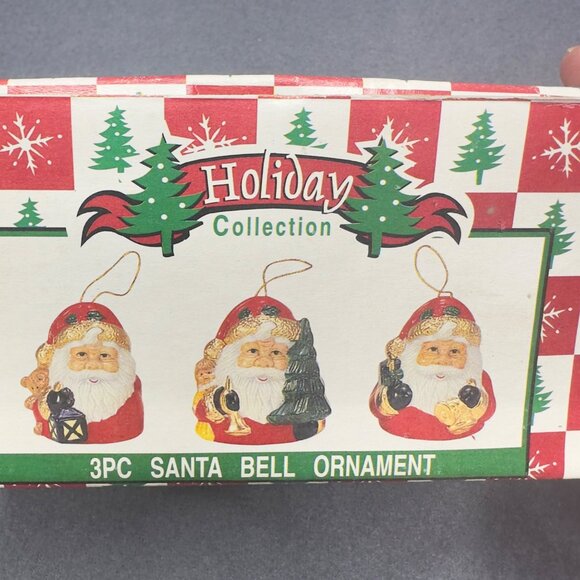 Holiday
Collection
3PC SANTA BELL ORNAMENT